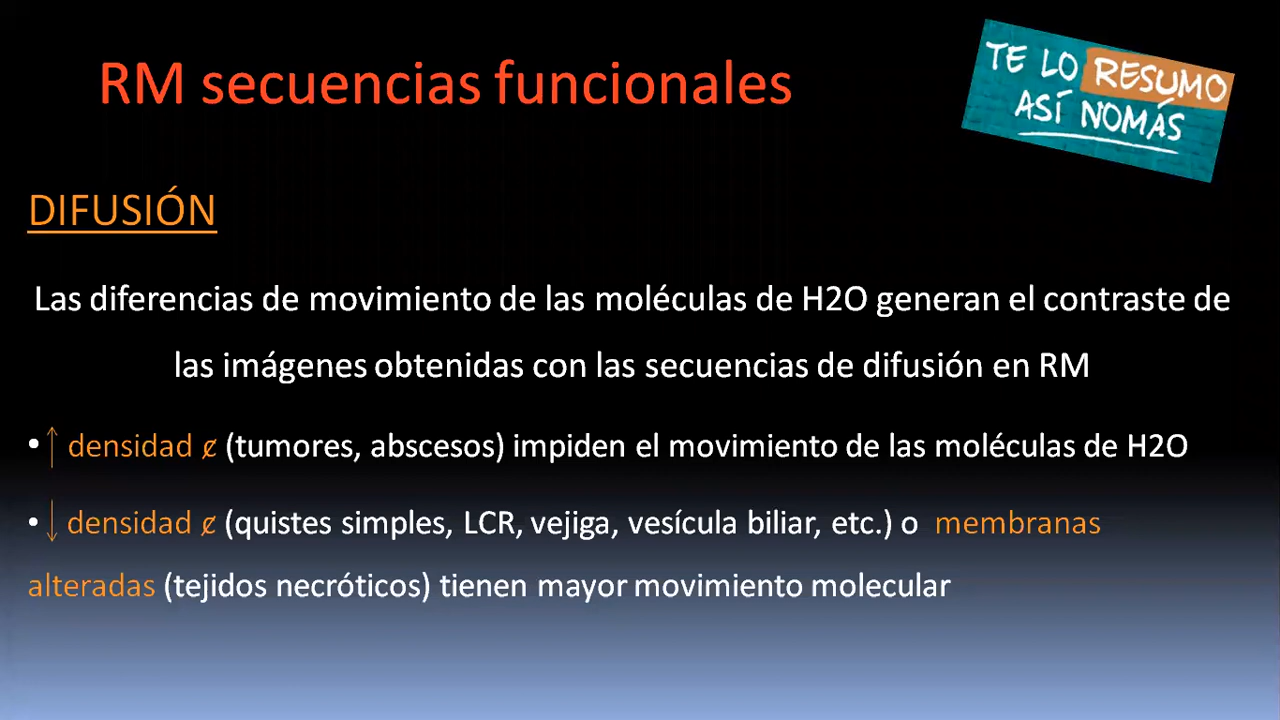 RM secuencias funcionales
TE LO RESUMO
ASÍ NOMÁS
DIFUSIÓN
Las diferencias de movimiento de las moléculas de H2O generan el contraste de
las imágenes obtenidas con las secuencias de difusión en RM
•↑ densidad ȼ (tumores, abscesos) impiden el movimiento de las moléculas de H2O
•↓ densidad ȼ (quistes simples, LCR, vejiga, vesícula biliar, etc.) o membranas
alteradas (tejidos necróticos) tienen mayor movimiento molecular